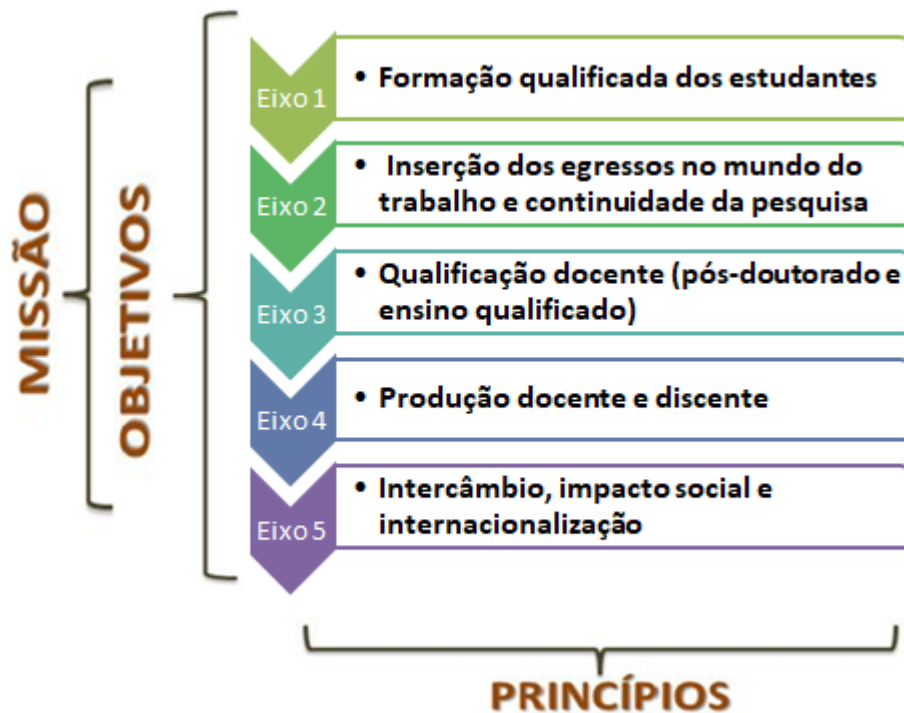 MISSÃO
OBJETIVOS
Eixo 1
• Formação qualificada dos estudantes
Eixo 2
• Inserção dos egressos no mundo do
trabalho e continuidade da pesquisa
Eixo 3
• Qualificação docente (pós-doutorado e
ensino qualificado)
Eixo 4
• Produção docente e discente
Eixo 5
• Intercâmbio, impacto social e
internacionalização
PRINCÍPIOS